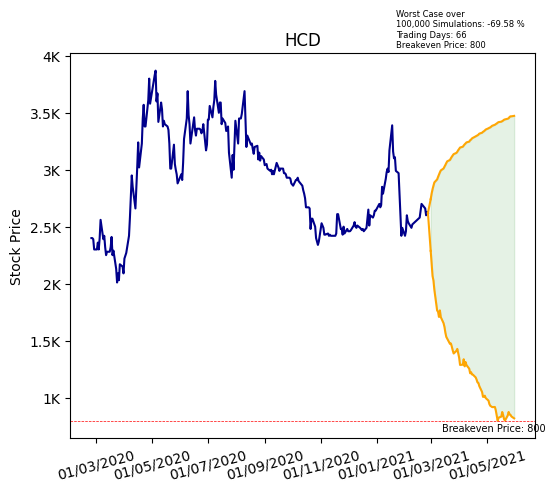 Worst Case over
100,000 Simulations: -69.58 %
Trading Days: 66
Breakeven Price: 800
HCD
Stock Price
4K
3.5K
3K
2.5K
2K
1.5K
1K
Breakeven Price: 800
01/03/2020
01/05/2020
01/07/2020
01/09/2020
01/11/2020
01/01/2021
01/03/2021
01/05/2021